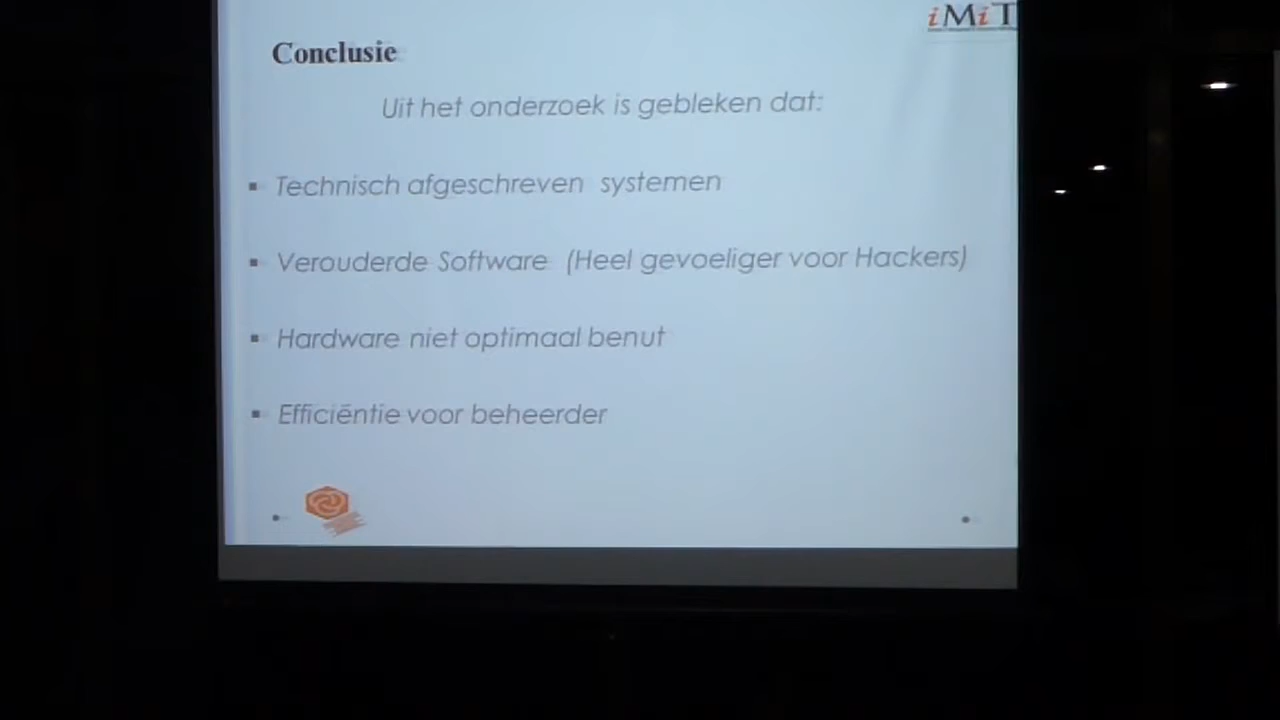 iMiT
Conclusie
Uit het onderzoek is gebleken dat:
▪ Technisch afgeschreven systemen
▪ Verouderde Software (Heel gevoeliger voor Hackers)
▪ Hardware niet optimaal benut
▪ Efficiëntie voor beheerder